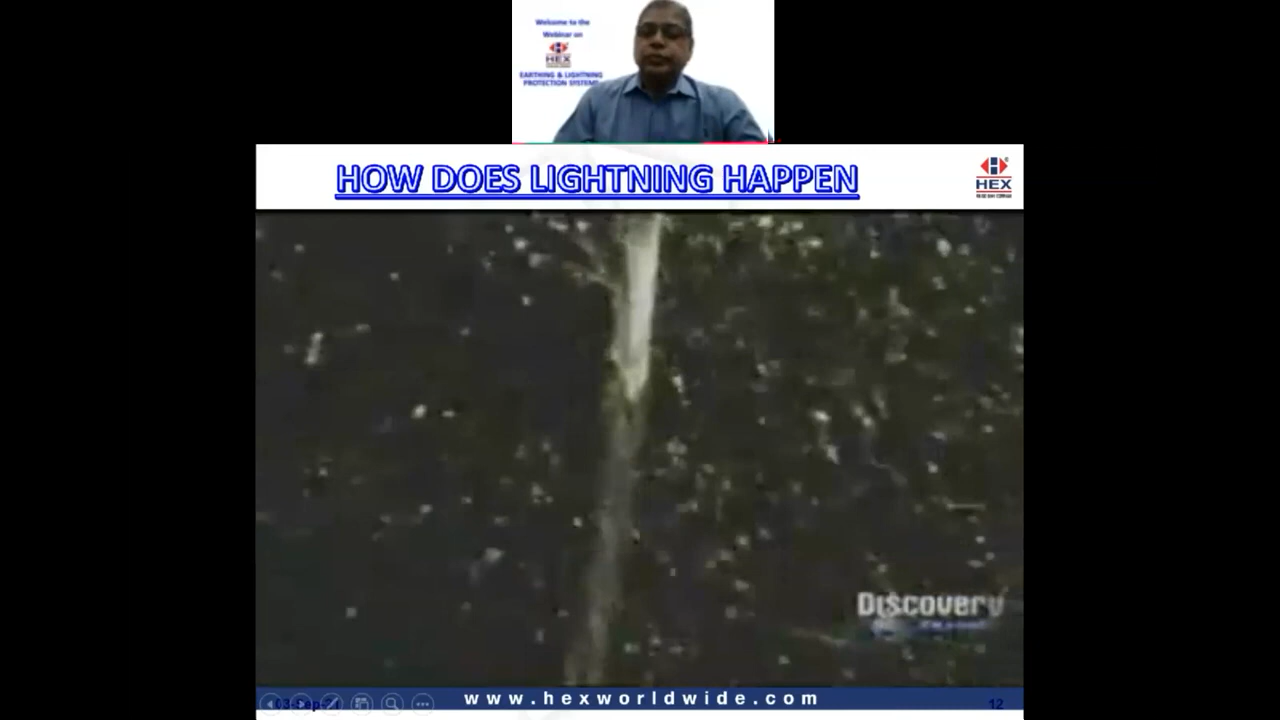 Welcome to the
Webinar on
HEX
EARTHING & LIGHTNING
PROTECTION SYSTEMS
HOW DOES LIGHTNING HAPPEN
HEX
Discovery
www.hexworldwide.com
12